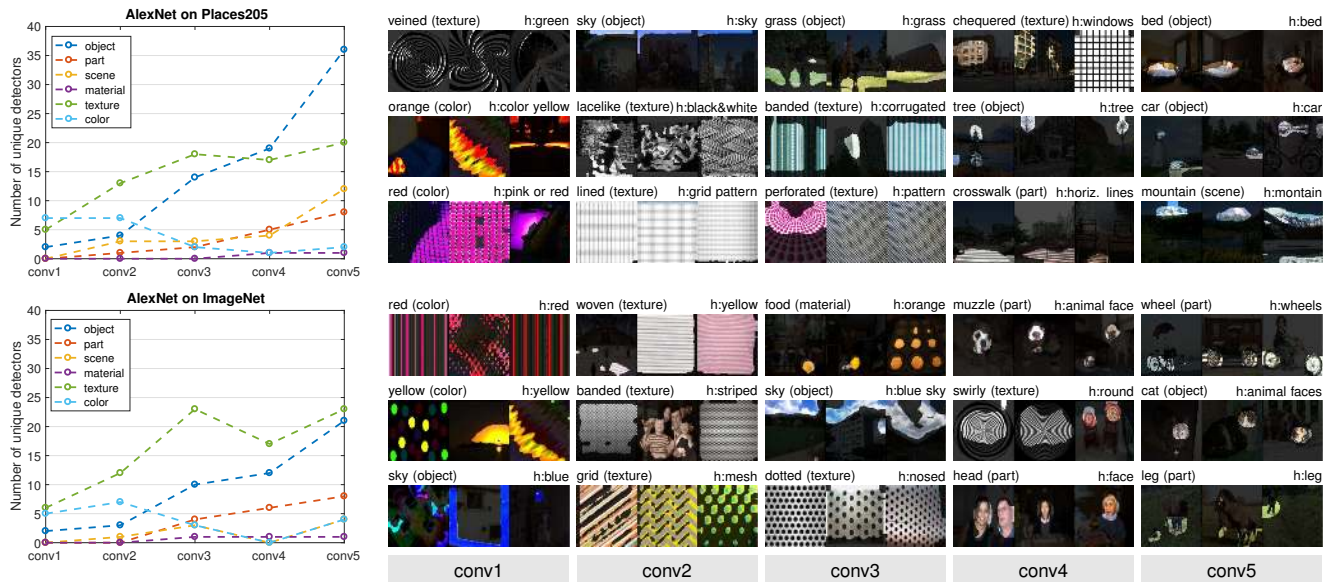 AlexNet on Places205
Number of unique detectors
40
35
30
25
20
15
10
5
0
object
part
scene
material
texture
color
conv1 conv2 conv3 conv4 conv5
veined (texture) h:green
sky (object) h:sky
grass (object) h:grass
chequered (texture) h:windows
bed (object) h:bed
orange (color) h:color yellow
lacelike (texture) h:black&white
banded (texture) h:corrugated
tree (object) h:tree
car (object) h:car
red (color) h:pink or red
lined (texture) h:grid pattern
perforated (texture) h:pattern
crosswalk (part) h:horiz. lines
mountain (scene) h:montain
AlexNet on ImageNet
Number of unique detectors
40
35
30
25
20
15
10
5
0
object
part
scene
material
texture
color
conv1 conv2 conv3 conv4 conv5
red (color) h:red
woven (texture) h:yellow
food (material) h:orange
muzzle (part) h:animal face
wheel (part) h:wheels
yellow (color) h:yellow
banded (texture) h:striped
sky (object) h:blue sky
swirly (texture) h:round
cat (object) h:animal faces
sky (object) h:blue
grid (texture) h:mesh
dotted (texture) h:nosed
head (part) h:face
leg (part) h:leg
conv1 conv2 conv3 conv4 conv5